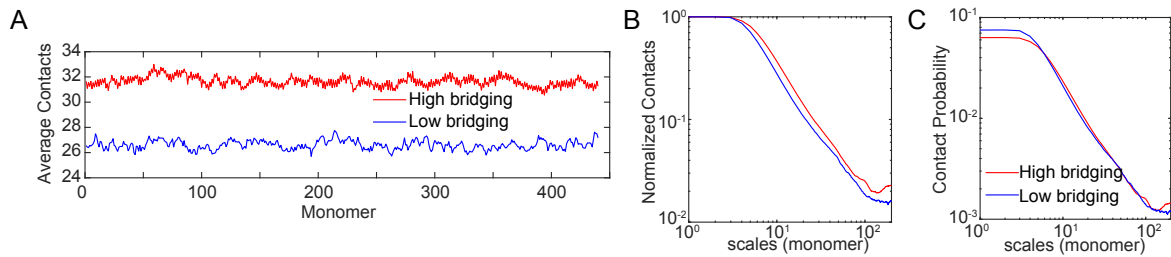 A
Average Contacts
34
32
30
28
26
24
High bridging
Low bridging
0
100
200
300
400
Monomer
B
Normalized Contacts
10^0
10^-1
10^-2
10^0
10^1
10^2
scales (monomer)
C
Contact Probability
10^-1
10^-2
10^-3
High bridging
Low bridging
10^0
10^1
10^2
scales (monomer)